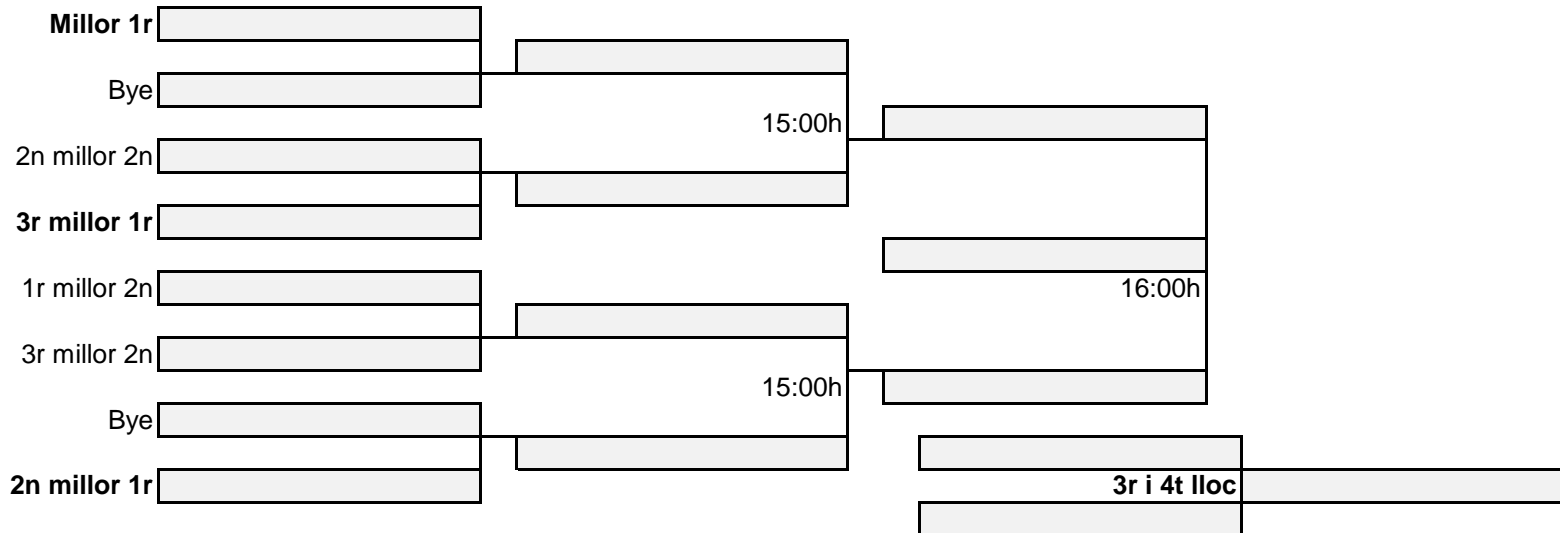 Millor 1r
Bye
15:00h
2n millor 2n
3r millor 1r
1r millor 2n
16:00h
3r millor 2n
15:00h
Bye
2n millor 1r
3r i 4t lloc